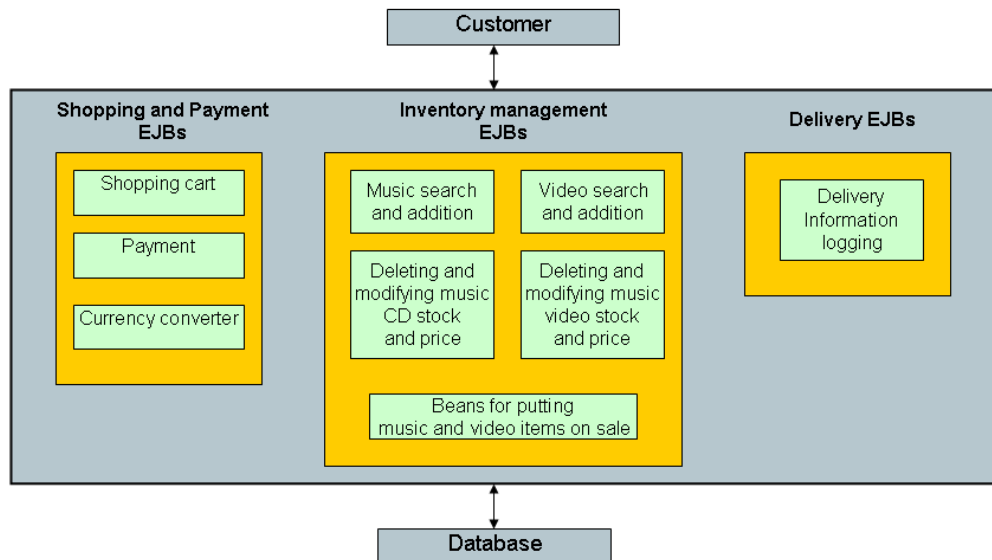 Customer
Shopping and Payment
EJBs
Shopping cart
Payment
Currency converter
Inventory management
EJBs
Music search
and addition
Video search
and addition
Deleting and
modifying music
CD stock
and price
Deleting and
modifying music
video stock
and price
Beans for putting
music and video items on sale
Delivery EJBs
Delivery
Information
logging
Database